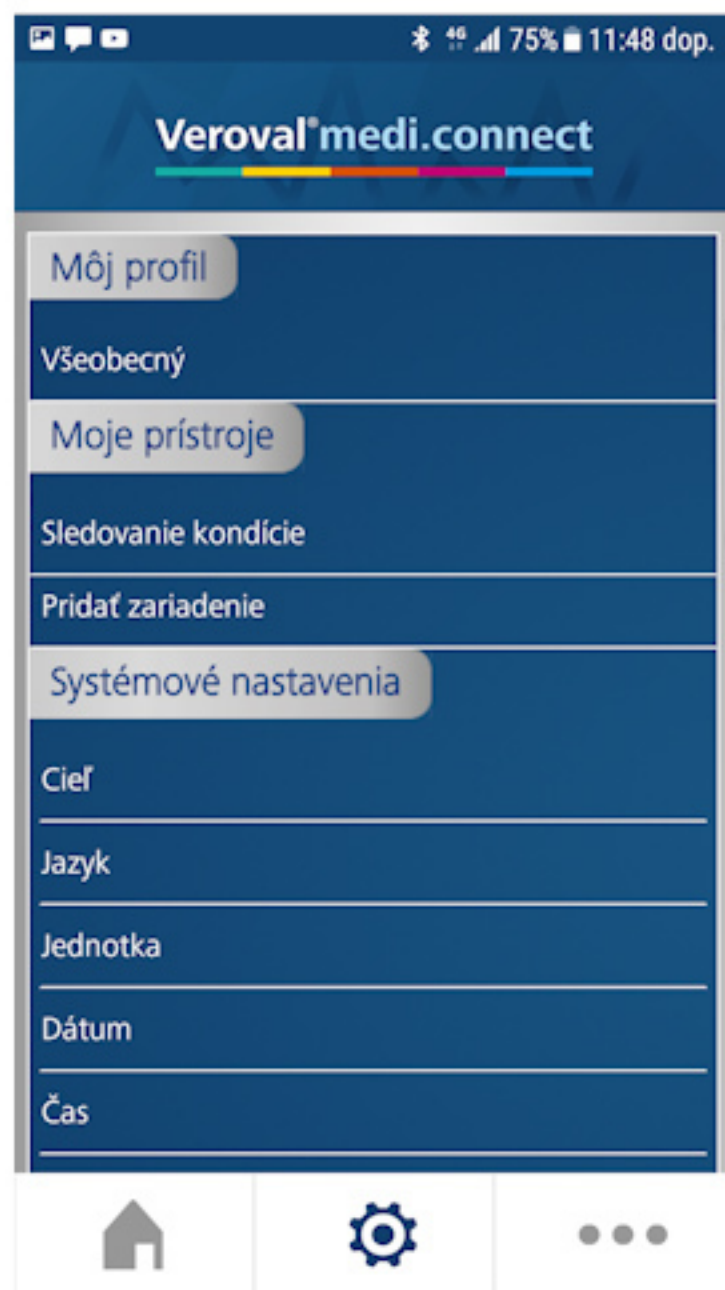 4G 75% 11:48 dop.
Veroval®medi.connect
Môj profil
Všeobecný
Moje prístroje
Sledovanie kondície
Pridať zariadenie
Systémové nastavenia
Cieľ
Jazyk
Jednotka
Dátum
Čas